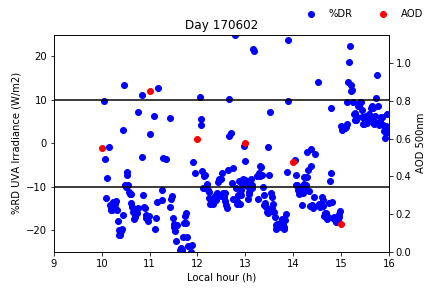 %DR AOD
Day 170602
20
10
0
−10
−20
%RD UVA Irradiance (W/m2)
1.0
0.8
0.6
0.4
0.2
0.0
AOD 500nm
9 10 11 12 13 14 15 16
Local hour (h)